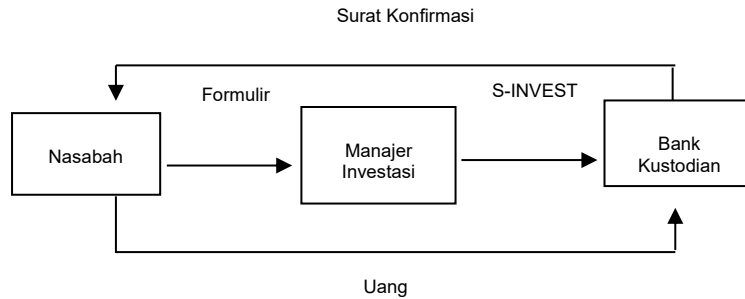 Surat Konfirmasi
Formulir
S-INVEST
Nasabah
Manajer
Investasi
Bank
Kustodian
Uang